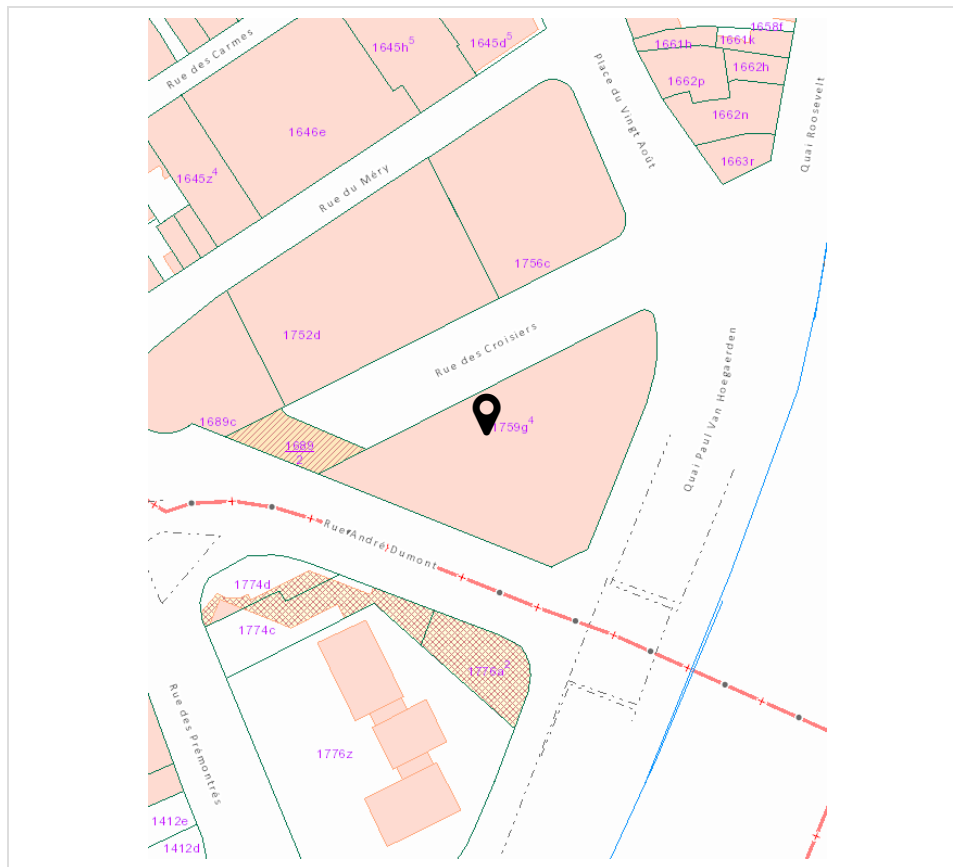 1658f
Rue des Carmes
1645h⁵
1645d⁵
1661h
1661k
1662p
1662h
Place du Vingt Août
Quai Roosevelt
1646e
1662n
1645z⁴
1663r
Rue du Méry
1756c
1752d
Rue des Croisiers
Quai Paul Van Hoegaerden
1689c
1759g⁴
1689
2
Rue André Dumont
1774d
1774c
1776a²
Rue des Prémontrés
1776z
1412e
1412d